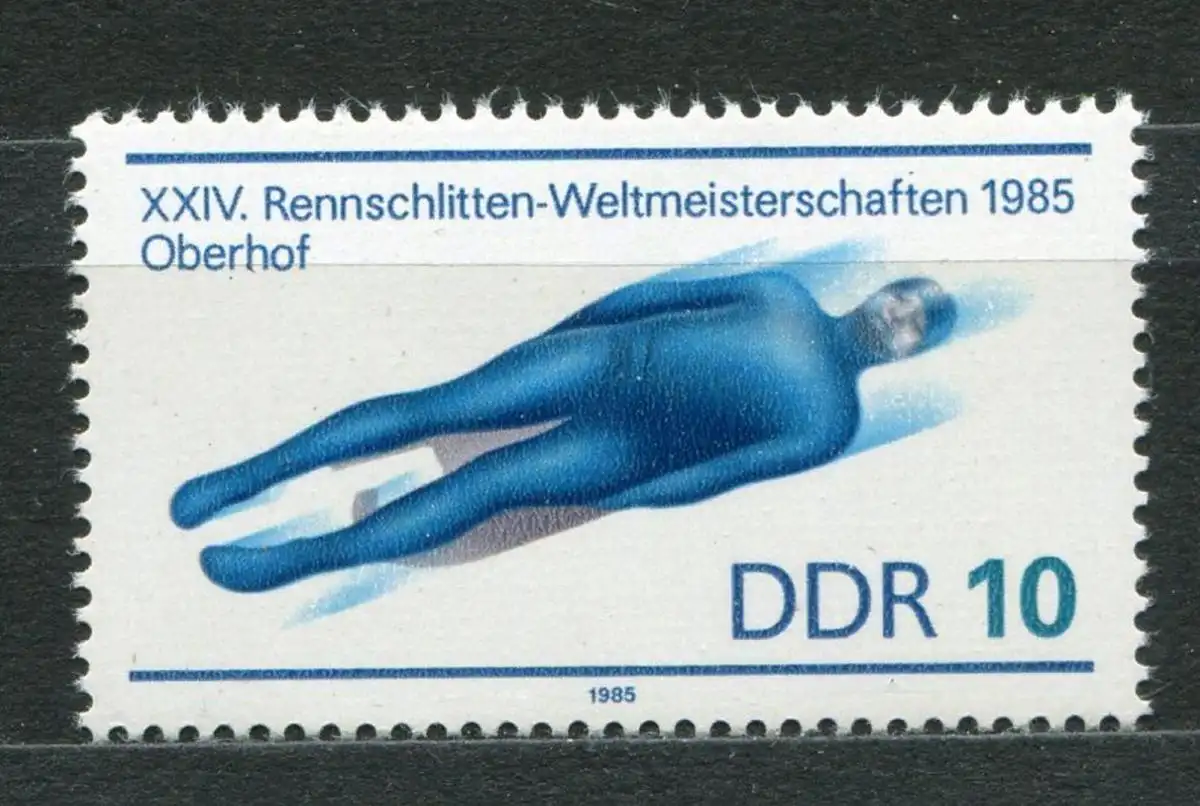 XXIV. Rennschlitten-Weltmeisterschaften 1985
Oberhof
DDR 10
1985